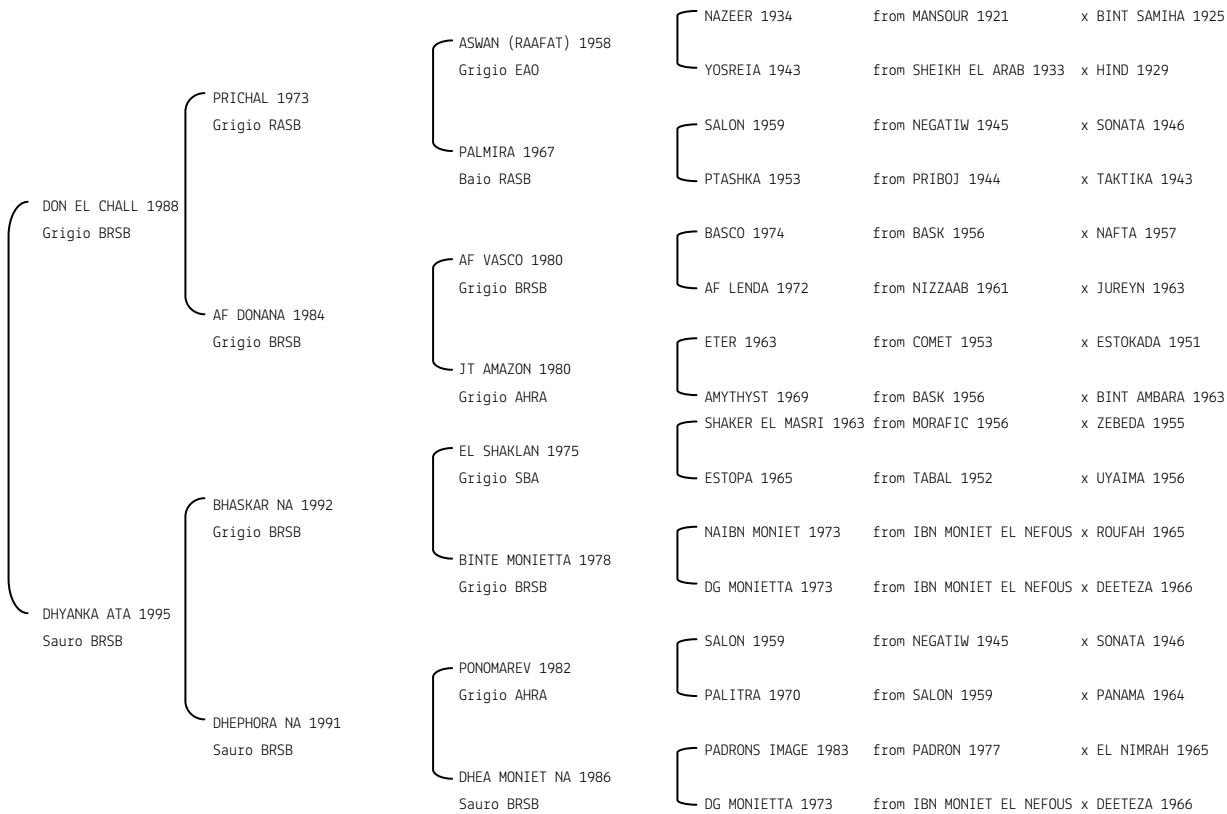 NAZEER 1934 from MANSOUR 1921 x BINT SAMIHA 1925
ASWAN (RAAFAT) 1958
Grigio EAO
YOSREIA 1943 from SHEIKH EL ARAB 1933 x HIND 1929
PRICHAL 1973
Grigio RASB
SALON 1959 from NEGATIW 1945 x SONATA 1946
PALMIRA 1967
Baio RASB
PTASHKA 1953 from PRIBOJ 1944 x TAKTIKA 1943
DON EL CHALL 1988
Grigio BRSB
BASCO 1974 from BASK 1956 x NAFTA 1957
AF VASCO 1980
Grigio BRSB
AF LENDA 1972 from NIZZAAB 1961 x JUREYN 1963
AF DONANA 1984
Grigio BRSB
ETER 1963 from COMET 1953 x ESTOKADA 1951
JT AMAZON 1980
Grigio AHRA
AMYTHYST 1969 from BASK 1956 x BINT AMBARA 1963
SHAKER EL MASRI 1963 from MORAFIC 1956 x ZEBEDA 1955
EL SHAKLAN 1975
Grigio SBA
ESTOPA 1965 from TABAL 1952 x UYAIMA 1956
BHASKAR NA 1992
Grigio BRSB
NAIBN MONIET 1973 from IBN MONIET EL NEFOUS x ROUFAH 1965
BINTE MONIETTA 1978
Grigio BRSB
DG MONIETTA 1973 from IBN MONIET EL NEFOUS x DEETEZA 1966
DHYANKA ATA 1995
Sauro BRSB
SALON 1959 from NEGATIW 1945 x SONATA 1946
PONOMAREV 1982
Grigio AHRA
PALITRA 1970 from SALON 1959 x PANAMA 1964
DHEPHORA NA 1991
Sauro BRSB
PADRONS IMAGE 1983 from PADRON 1977 x EL NIMRAH 1965
DHEA MONIET NA 1986
Sauro BRSB
DG MONIETTA 1973 from IBN MONIET EL NEFOUS x DEETEZA 1966